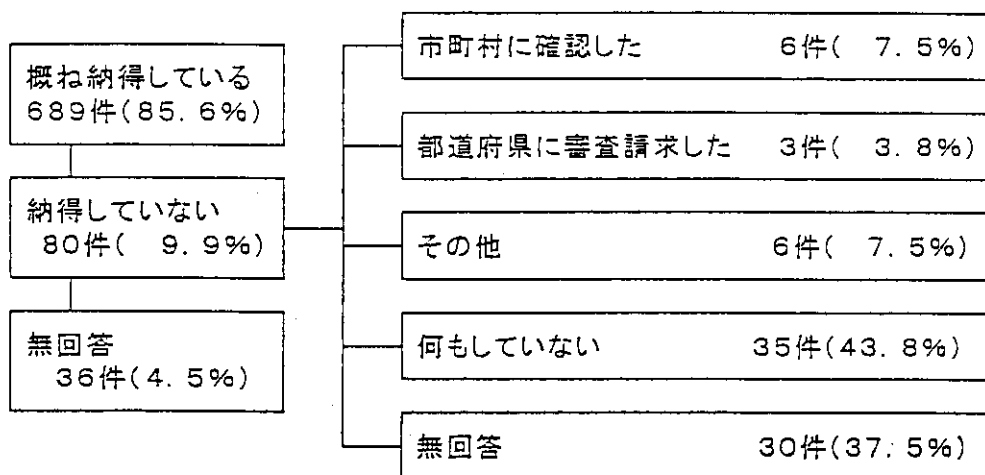 概ね納得している
689件(85.6%)
納得していない
80件( 9.9%)
無回答
36件(4.5%)
市町村に確認した 6件( 7.5%)
都道府県に審査請求した 3件( 3.8%)
その他 6件( 7.5%)
何もしていない 35件(43.8%)
無回答 30件(37.5%)